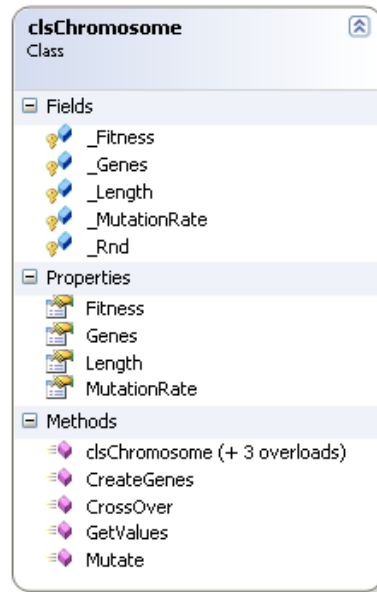 clsChromosome
Class
Fields
_Fitness
_Genes
_Length
_MutationRate
_Rnd
Properties
Fitness
Genes
Length
MutationRate
Methods
clsChromosome (+ 3 overloads)
CreateGenes
CrossOver
GetValues
Mutate